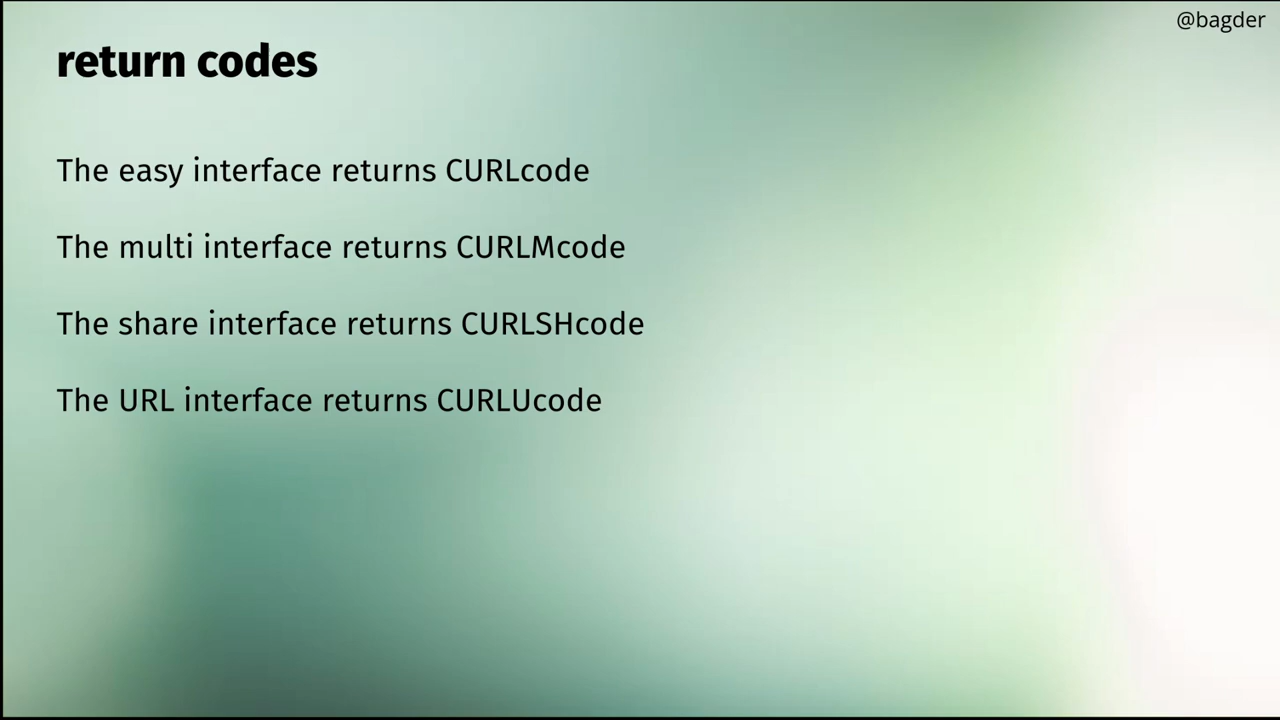 @bagder
return codes
The easy interface returns CURLcode
The multi interface returns CURLMcode
The share interface returns CURLSHcode
The URL interface returns CURLUcode